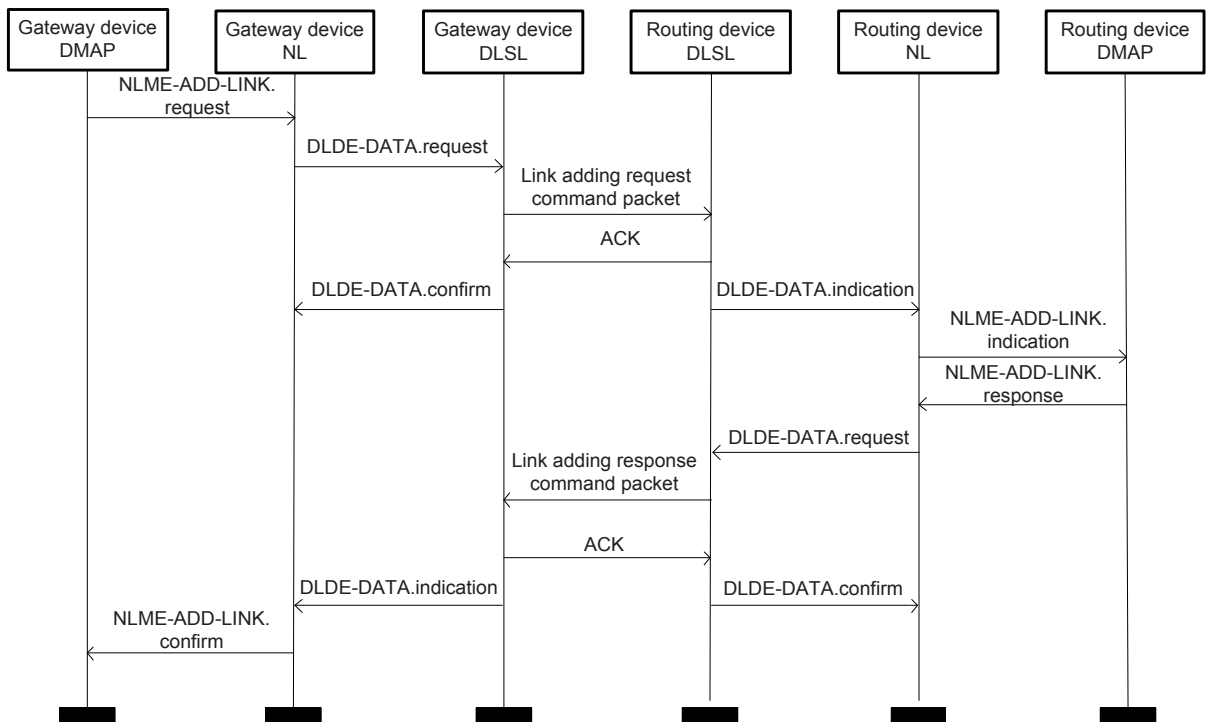 Gateway device
DMAP
Gateway device
NL
Gateway device
DLSL
Routing device
DLSL
Routing device
NL
Routing device
DMAP
NLME-ADD-LINK.
request
DLDE-DATA.request
Link adding request
command packet
ACK
DLDE-DATA.confirm
DLDE-DATA.indication
NLME-ADD-LINK.
indication
NLME-ADD-LINK.
response
DLDE-DATA.request
Link adding response
command packet
ACK
DLDE-DATA.indication
DLDE-DATA.confirm
NLME-ADD-LINK.
confirm